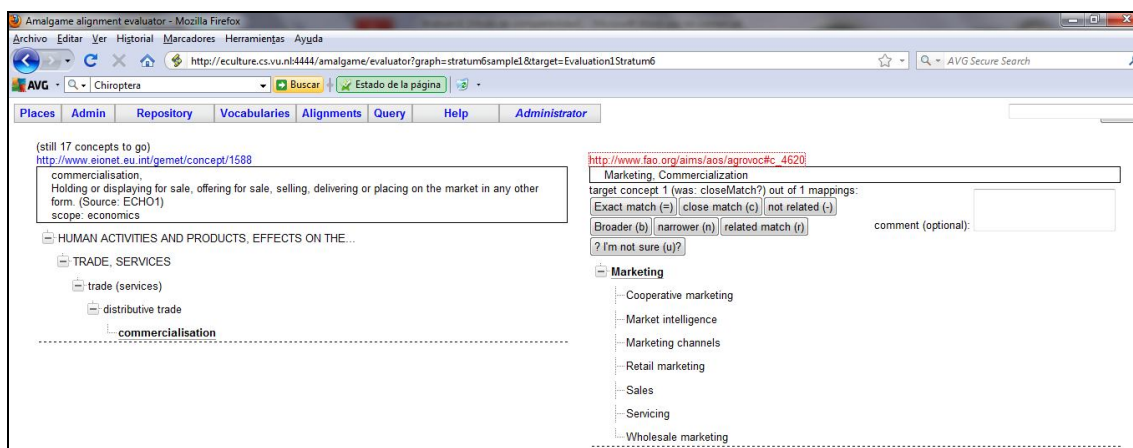 Amalgame alignment evaluator - Mozilla Firefox
Archivo Editar Ver Historial Marcadores Herramientas Ayuda
http://eculture.cs.vu.nl:4444/amalgame/evaluator?graph=stratum6sample1&target=Evaluation1Stratum6
AVG Secure Search
AVG Chiroptera Buscar Estado de la página
Places Admin Repository Vocabularies Alignments Query Help Administrator
(still 17 concepts to go)
http://www.eionet.eu.int/gemet/concept/1588
commercialisation,
Holding or displaying for sale, offering for sale, selling, delivering or placing on the market in any other
form. (Source: ECHO1)
scope: economics
HUMAN ACTIVITIES AND PRODUCTS, EFFECTS ON THE...
TRADE, SERVICES
trade (services)
distributive trade
commercialisation
http://www.fao.org/aims/aos/agrovoc#c_4620
Marketing, Commercialization
target concept 1 (was: closeMatch?) out of 1 mappings:
Exact match (=) close match (c) not related (-)
Broader (b) narrower (n) related match (r)
? I'm not sure (u)?
comment (optional):
Marketing
Cooperative marketing
Market intelligence
Marketing channels
Retail marketing
Sales
Servicing
Wholesale marketing